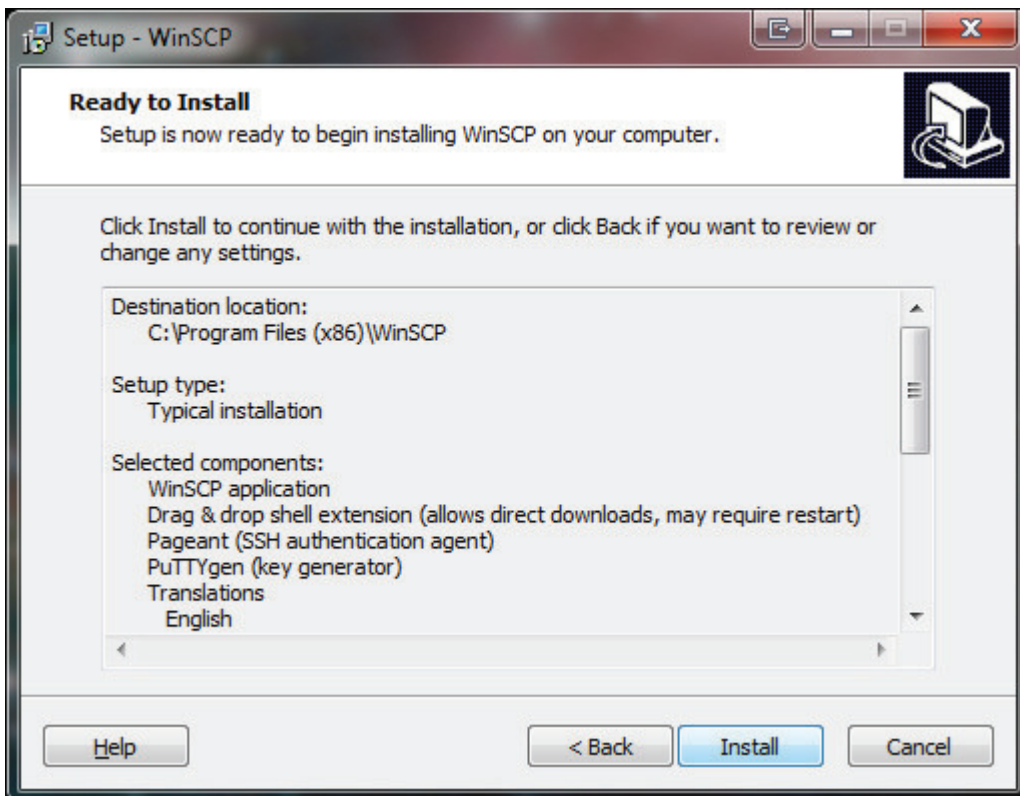 Setup - WinSCP
Ready to Install
Setup is now ready to begin installing WinSCP on your computer.
Click Install to continue with the installation, or click Back if you want to review or
change any settings.
Destination location:
C:\Program Files (x86)\WinSCP
Setup type:
Typical installation
Selected components:
WinSCP application
Drag & drop shell extension (allows direct downloads, may require restart)
Pageant (SSH authentication agent)
PuTTYgen (key generator)
Translations
English
Help
< Back
Install
Cancel